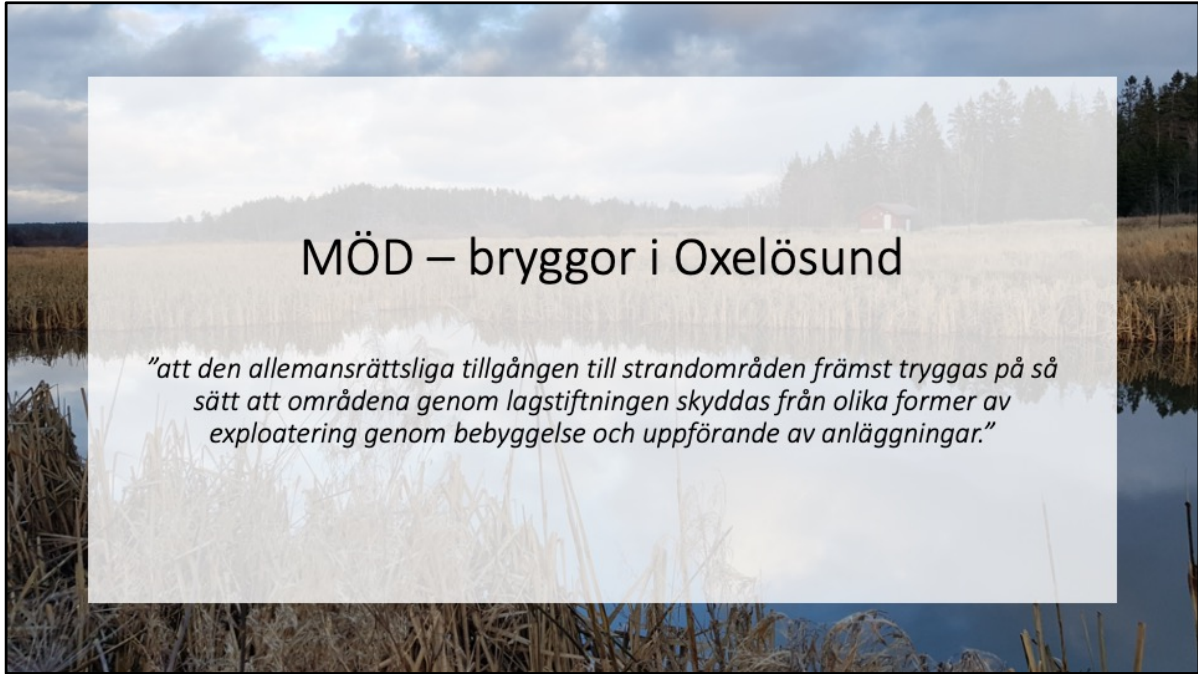 MÖD – bryggor i Oxelösund
”att den allemansrättsliga tillgången till strandområden främst tryggas på så
sätt att områdena genom lagstiftningen skyddas från olika former av
exploatering genom bebyggelse och uppförande av anläggningar.”